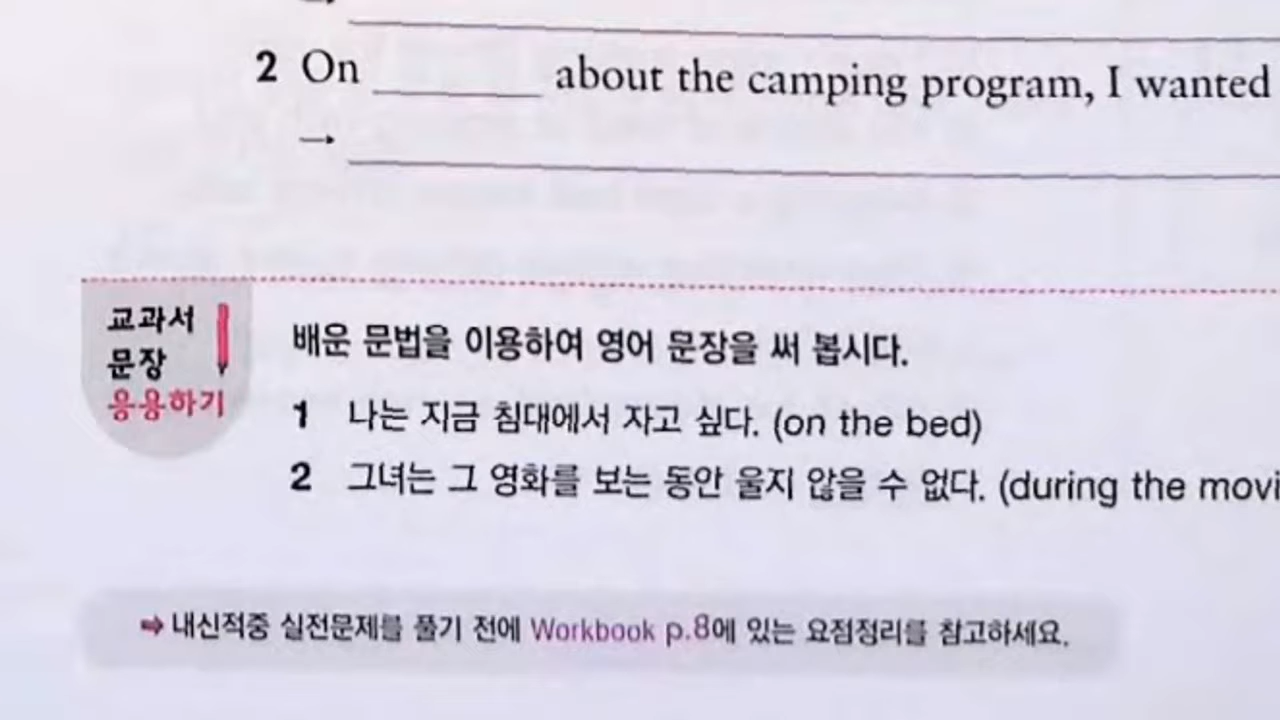 2 On ______ about the camping program, I wanted
→
교과서
문장
응용하기
배운 문법을 이용하여 영어 문장을 써 봅시다.
1 나는 지금 침대에서 자고 싶다. (on the bed)
2 그녀는 그 영화를 보는 동안 울지 않을 수 없다. (during the movi
➡ 내신적중 실전문제를 풀기 전에 Workbook p.8에 있는 요점정리를 참고하세요.